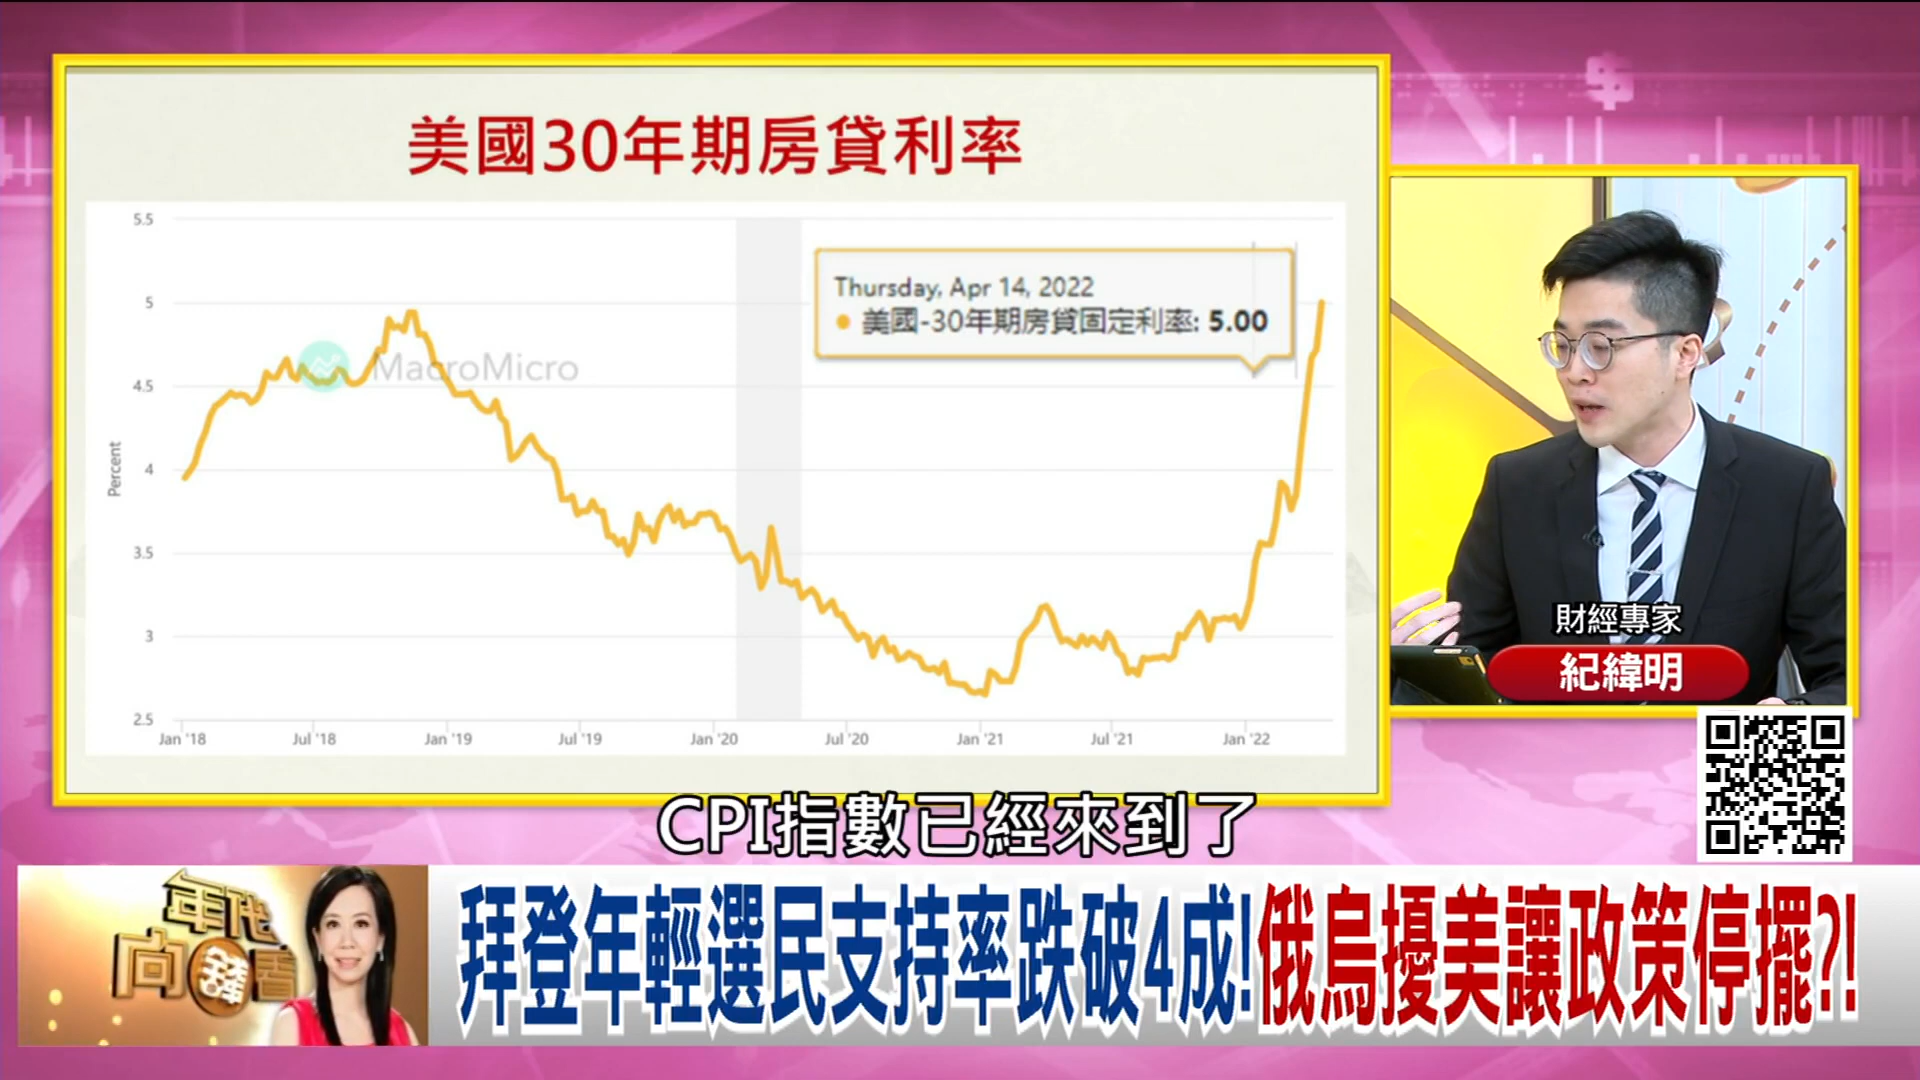 美國30年期房貸利率
5.5
5
4.5
4
3.5
3
2.5
Percent
MacroMicro
Thursday, Apr 14, 2022
美國-30年期房貸固定利率: 5.00
Jan '18
Jul '18
Jan '19
Jul '19
Jan '20
Jul '20
Jan '21
Jul '21
Jan '22
財經專家
紀緯明
CPI指數已經來到了
年代
向錢看
拜登年輕選民支持率跌破4成!俄烏擾美讓政策停擺?!